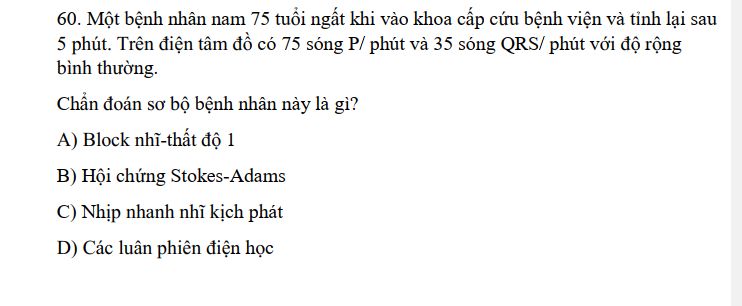 60. Một bệnh nhân nam 75 tuổi ngất khi vào khoa cấp cứu bệnh viện và tỉnh lại sau
5 phút. Trên điện tâm đồ có 75 sóng P/ phút và 35 sóng QRS/ phút với độ rộng
bình thường.
Chẩn đoán sơ bộ bệnh nhân này là gì?
A) Block nhĩ-thất độ 1
B) Hội chứng Stokes-Adams
C) Nhịp nhanh nhĩ kịch phát
D) Các luân phiên điện học